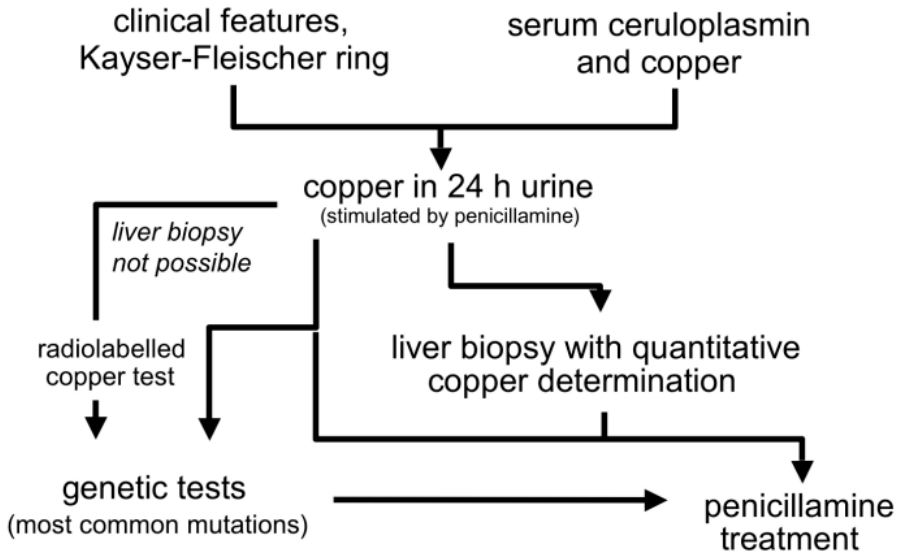 clinical features,
Kayser-Fleischer ring
serum ceruloplasmin
and copper
copper in 24 h urine
(stimulated by penicillamine)
liver biopsy
not possible
radiolabelled
copper test
liver biopsy with quantitative
copper determination
genetic tests
(most common mutations)
penicillamine
treatment